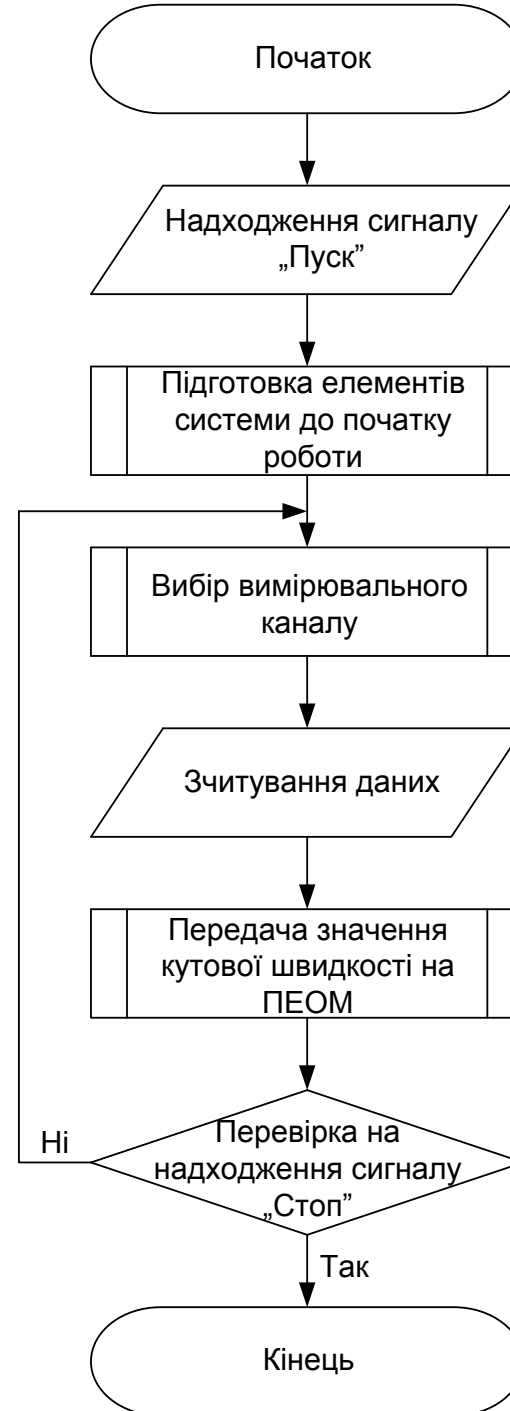 Початок
Надходження сигналу
„Пуск”
Підготовка елементів
системи до початку
роботи
Вибір вимірювального
каналу
Зчитування даних
Передача значення
кутової швидкості на
ПЕОМ
Перевірка на
надходження сигналу
„Стоп”
Ні
Так
Кінець